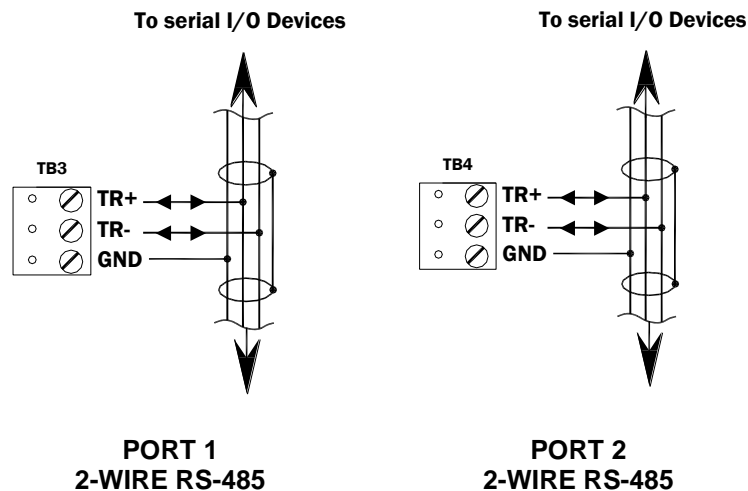 To serial I/O Devices
TB3
TR+
TR-
GND
PORT 1
2-WIRE RS-485
To serial I/O Devices
TB4
TR+
TR-
GND
PORT 2
2-WIRE RS-485